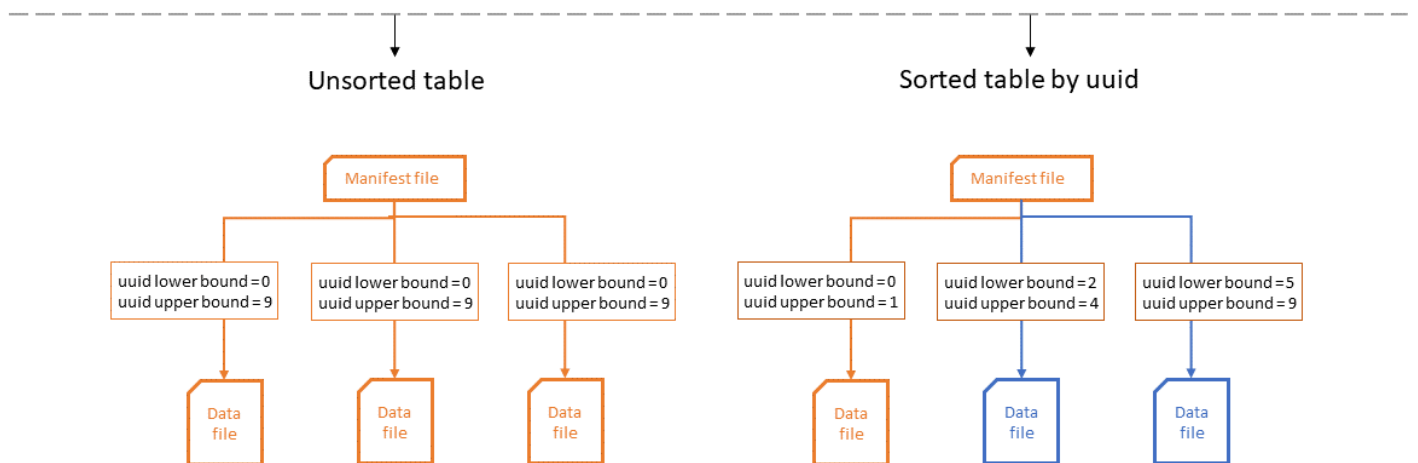 Unsorted table
Sorted table by uuid
Manifest file
Manifest file
uuid lower bound = 0
uuid upper bound = 9
uuid lower bound = 0
uuid upper bound = 9
uuid lower bound = 0
uuid upper bound = 9
uuid lower bound = 0
uuid upper bound = 1
uuid lower bound = 2
uuid upper bound = 4
uuid lower bound = 5
uuid upper bound = 9
Data
file
Data
file
Data
file
Data
file
Data
file
Data
file